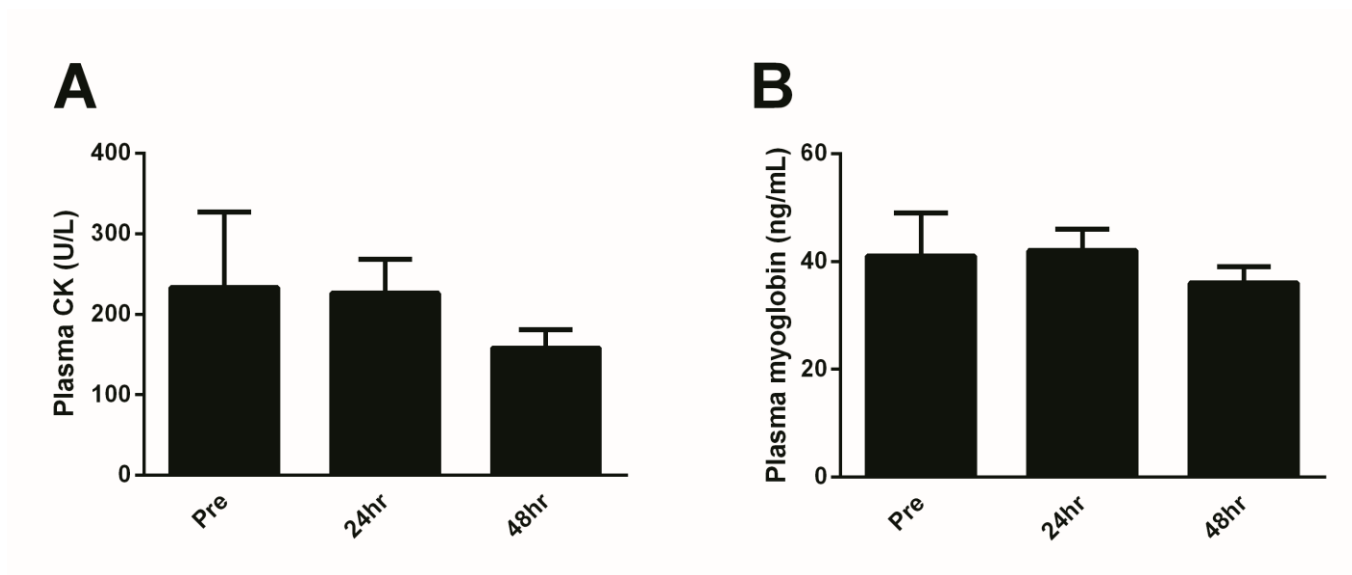 A
Plasma CK (U/L)
400
300
200
100
0
Pre
24hr
48hr
B
Plasma myoglobin (ng/mL)
60
40
20
0
Pre
24hr
48hr